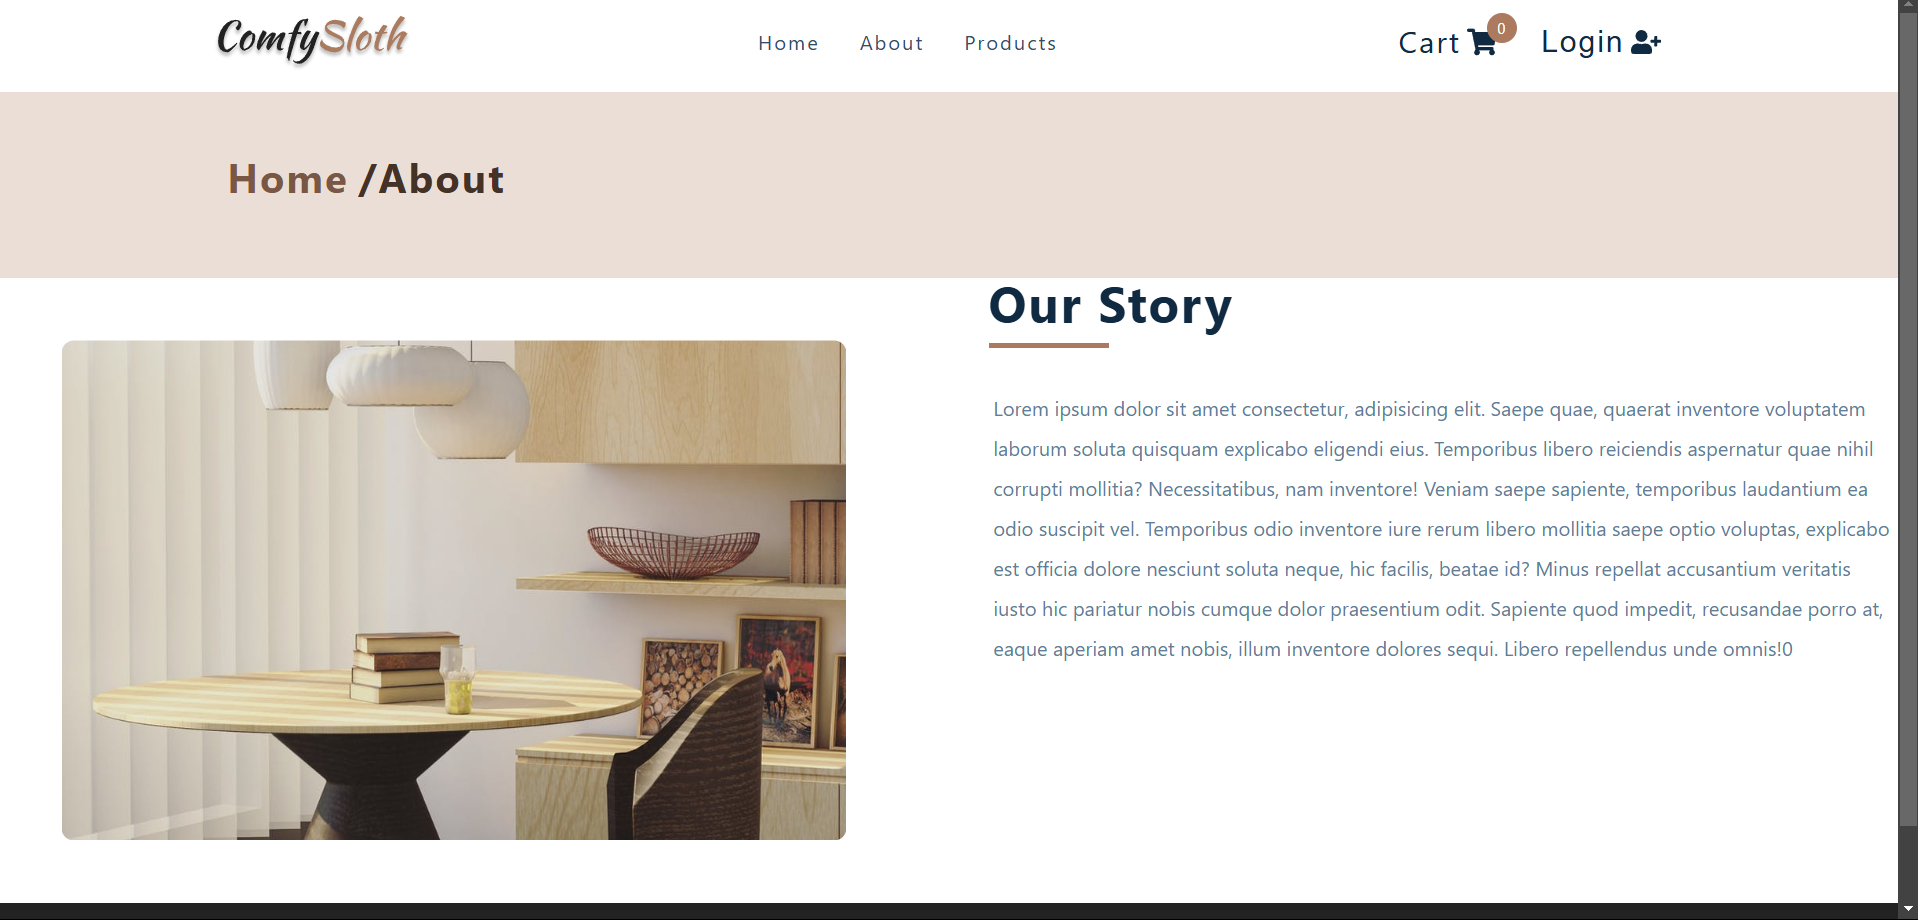 ComfySloth
Home About Products
Cart 0 Login
Home /About
Our Story
Lorem ipsum dolor sit amet consectetur, adipisicing elit. Saepe quae, quaerat inventore voluptatem
laborum soluta quisquam explicabo eligendi eius. Temporibus libero reiciendis aspernatur quae nihil
corrupti mollitia? Necessitatibus, nam inventore! Veniam saepe sapiente, temporibus laudantium ea
odio suscipit vel. Temporibus odio inventore iure rerum libero mollitia saepe optio voluptas, explicabo
est officia dolore nesciunt soluta neque, hic facilis, beatae id? Minus repellat accusantium veritatis
iusto hic pariatur nobis cumque dolor praesentium odit. Sapiente quod impedit, recusandae porro at,
eaque aperiam amet nobis, illum inventore dolores sequi. Libero repellendus unde omnis!0